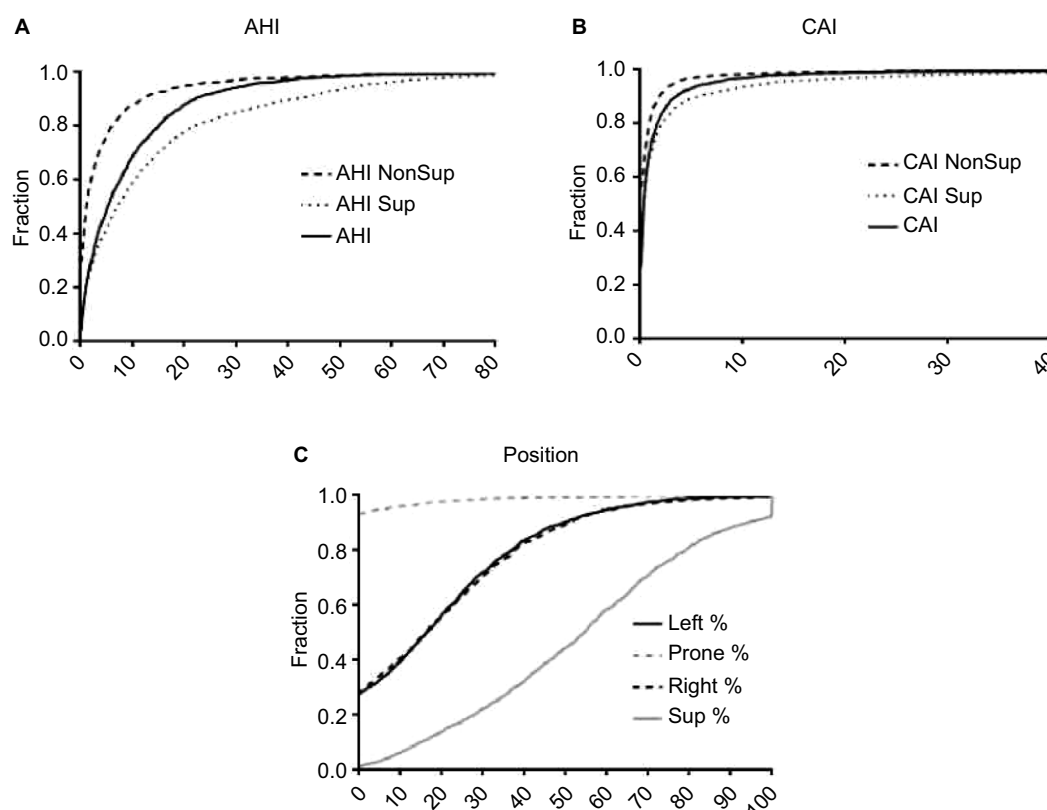 A AHI
Fraction
1.0
0.8
0.6
0.4
0.2
0.0
0 10 20 30 40 50 60 70 80
AHI NonSup
AHI Sup
AHI
B CAI
Fraction
1.0
0.8
0.6
0.4
0.2
0.0
0 10 20 30 40
CAI NonSup
CAI Sup
CAI
C Position
Fraction
1.0
0.8
0.6
0.4
0.2
0.0
0 10 20 30 40 50 60 70 80 90 100
Left %
Prone %
Right %
Sup %